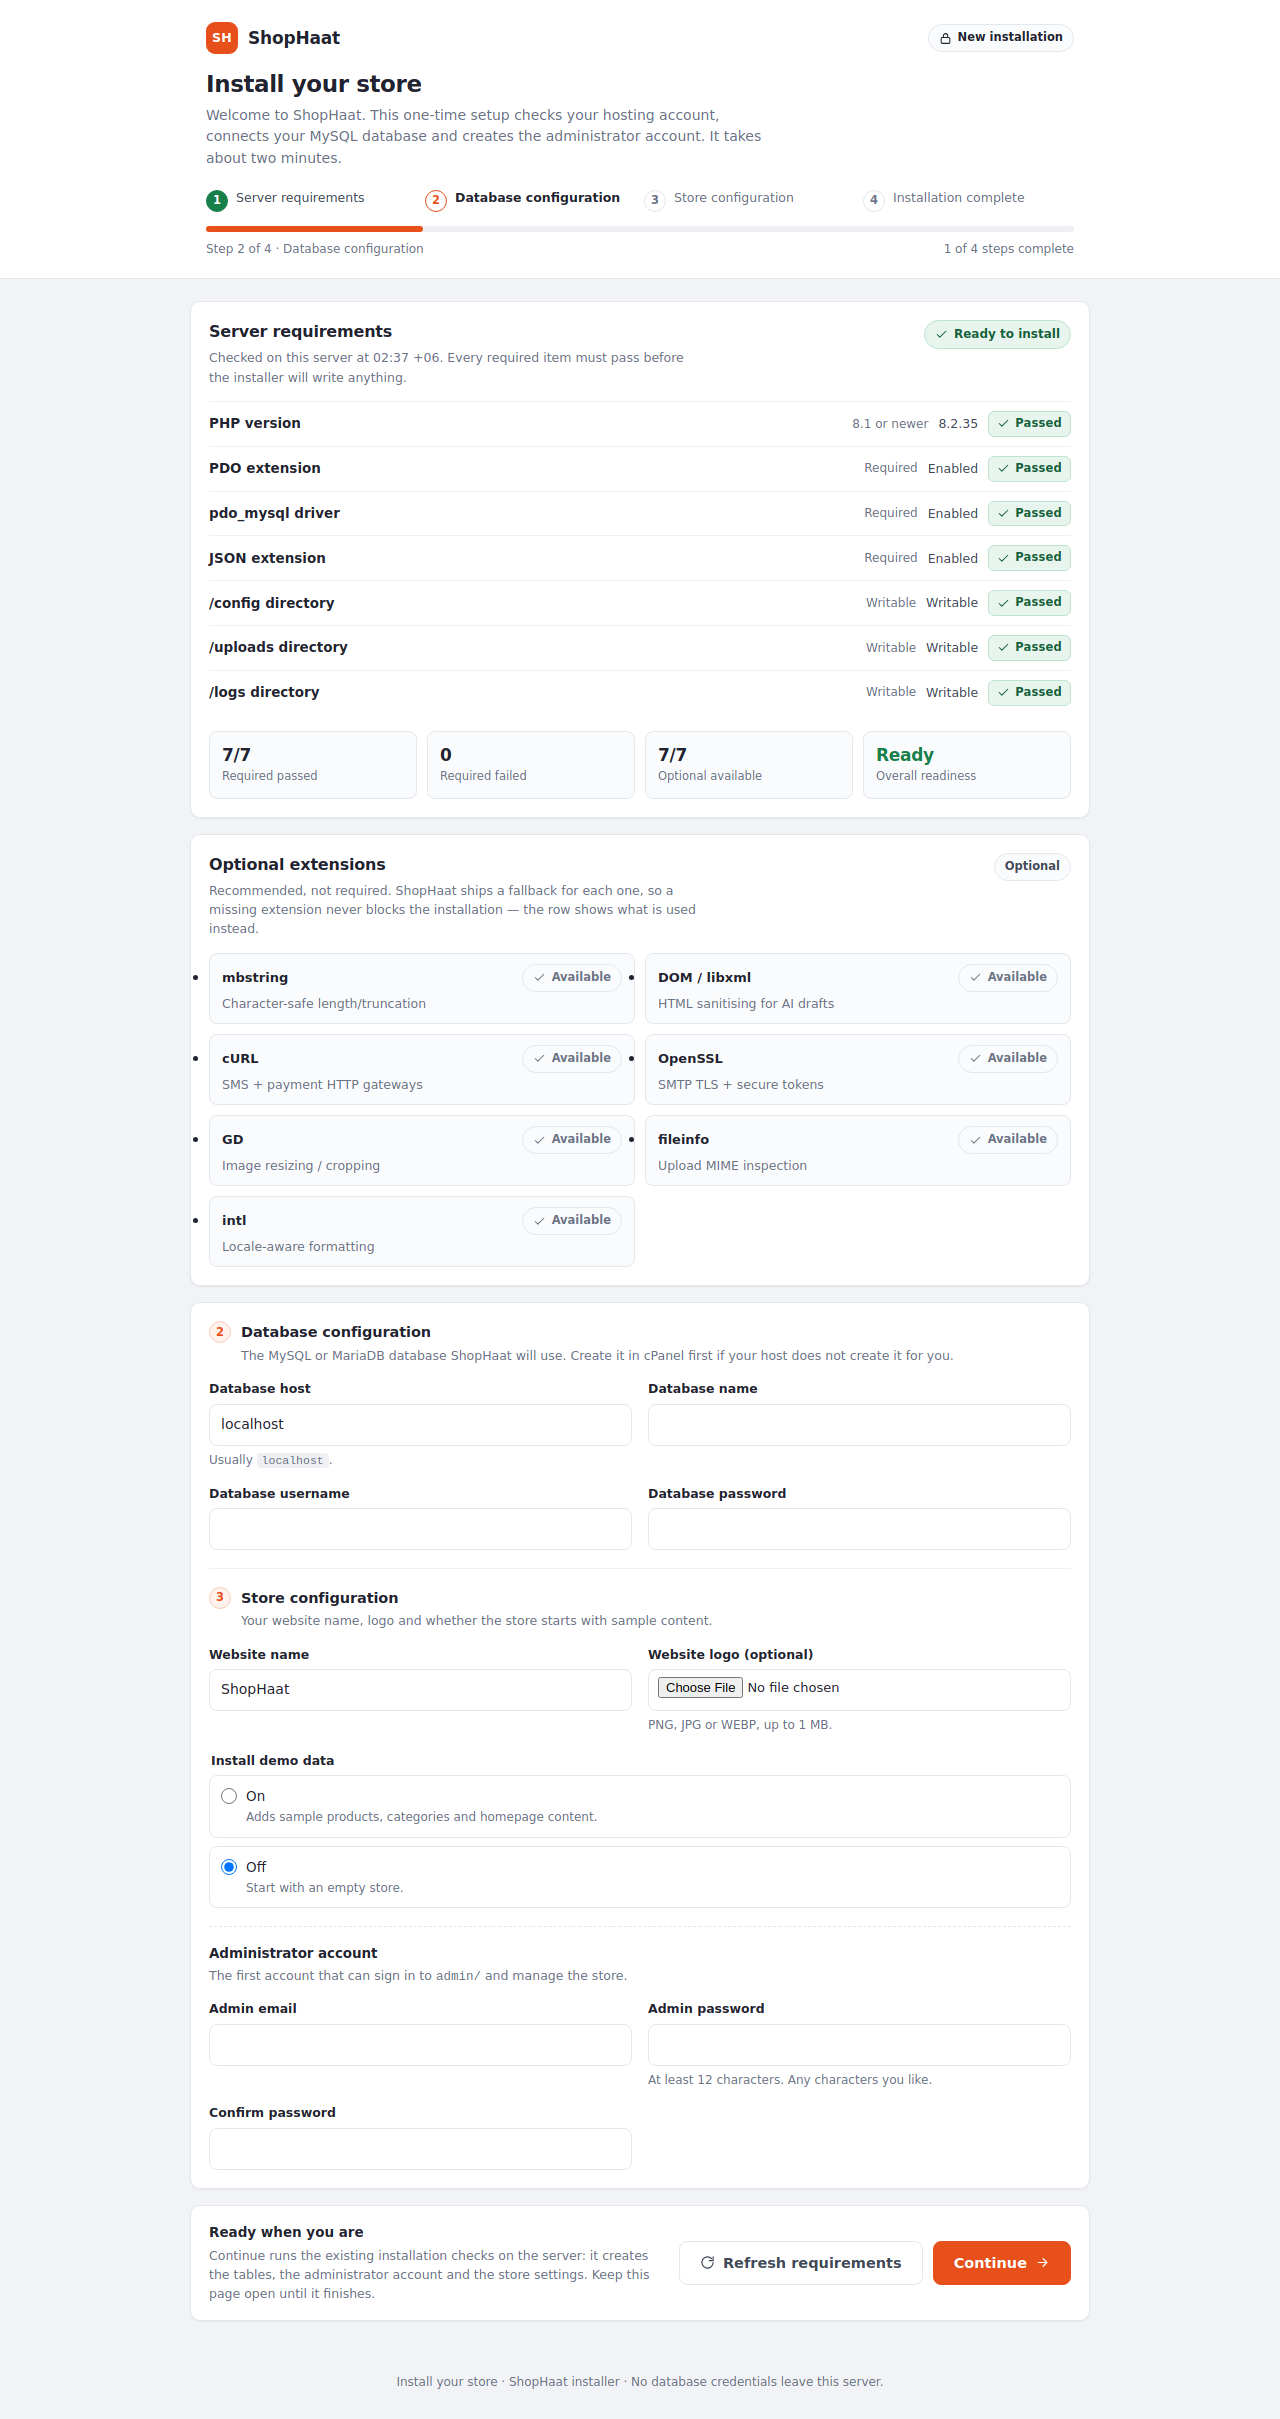 SH ShopHaat
New installation
Install your store
Welcome to ShopHaat. This one-time setup checks your hosting account,
connects your MySQL database and creates the administrator account. It takes
about two minutes.
1 Server requirements
2 Database configuration
3 Store configuration
4 Installation complete
Step 2 of 4 · Database configuration
1 of 4 steps complete
Server requirements
Ready to install
Checked on this server at 02:37 +06. Every required item must pass before
the installer will write anything.
PHP version 8.1 or newer 8.2.35 Passed
PDO extension Required Enabled Passed
pdo_mysql driver Required Enabled Passed
JSON extension Required Enabled Passed
/config directory Writable Writable Passed
/uploads directory Writable Writable Passed
/logs directory Writable Writable Passed
7/7
Required passed
0
Required failed
7/7
Optional available
Ready
Overall readiness
Optional extensions
Optional
Recommended, not required. ShopHaat ships a fallback for each one, so a
missing extension never blocks the installation — the row shows what is used
instead.
mbstring Available
Character-safe length/truncation
DOM / libxml Available
HTML sanitising for AI drafts
cURL Available
SMS + payment HTTP gateways
OpenSSL Available
SMTP TLS + secure tokens
GD Available
Image resizing / cropping
fileinfo Available
Upload MIME inspection
intl Available
Locale-aware formatting
2 Database configuration
The MySQL or MariaDB database ShopHaat will use. Create it in cPanel first if your host does not create it for you.
Database host
localhost
Usually localhost.
Database name
Database username
Database password
3 Store configuration
Your website name, logo and whether the store starts with sample content.
Website name
ShopHaat
Website logo (optional)
Choose File No file chosen
PNG, JPG or WEBP, up to 1 MB.
Install demo data
On
Adds sample products, categories and homepage content.
Off
Start with an empty store.
Administrator account
The first account that can sign in to admin/ and manage the store.
Admin email
Admin password
At least 12 characters. Any characters you like.
Confirm password
Ready when you are
Continue runs the existing installation checks on the server: it creates
the tables, the administrator account and the store settings. Keep this
page open until it finishes.
Refresh requirements
Continue
Install your store · ShopHaat installer · No database credentials leave this server.